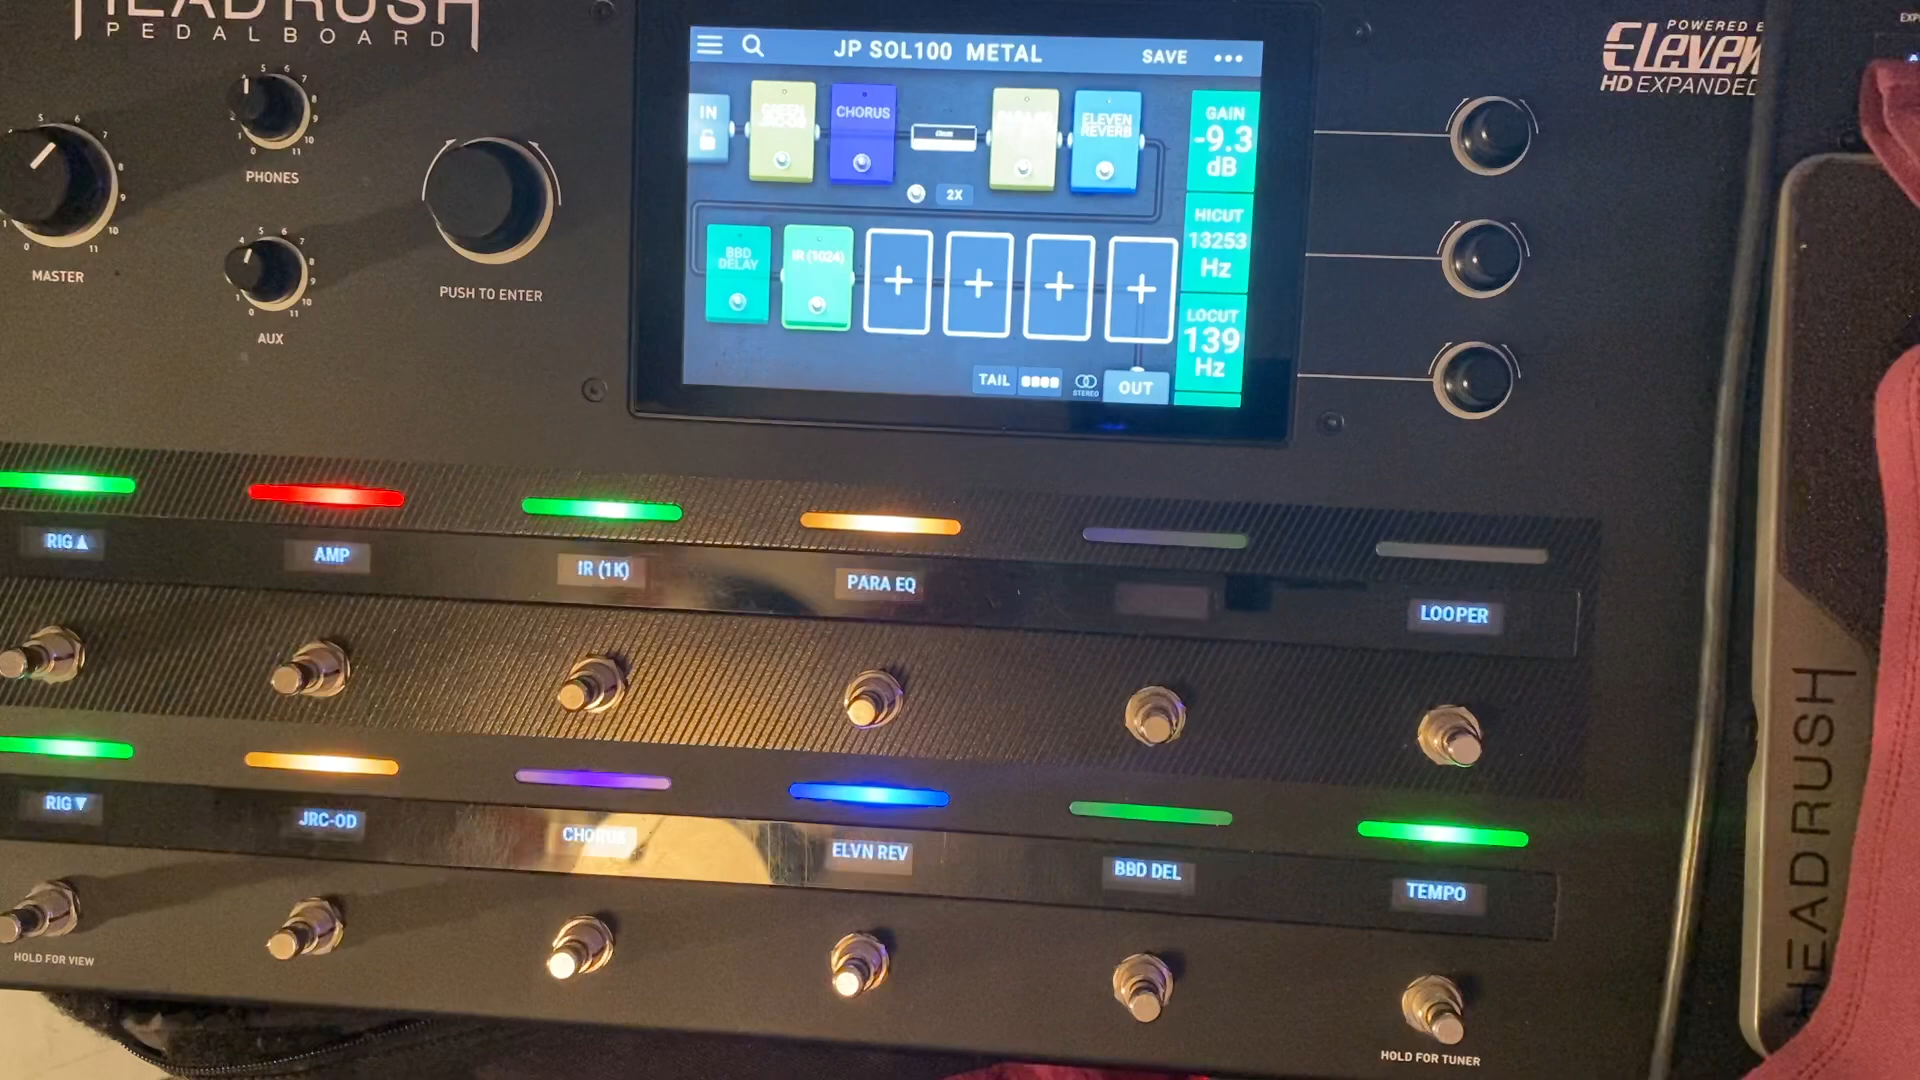 HEADRUSH
PEDALBOARD
MASTER
PHONES
AUX
PUSH TO ENTER
JP SOL100 METAL
SAVE
IN
CHORUS
ELEVEN
REVERB
2X
BBD
DELAY
IR (1024)
TAIL
STEREO
OUT
GAIN
-9.3
dB
HICUT
13253
Hz
LOCUT
139
Hz
POWERED
Eleven
HD EXPANDED
RIG▲
AMP
IR (1K)
PARA EQ
LOOPER
RIG▼
JRC-OD
CHORUS
ELVN REV
BBD DEL
TEMPO
HOLD FOR VIEW
HOLD FOR TUNER
HEADRUSH